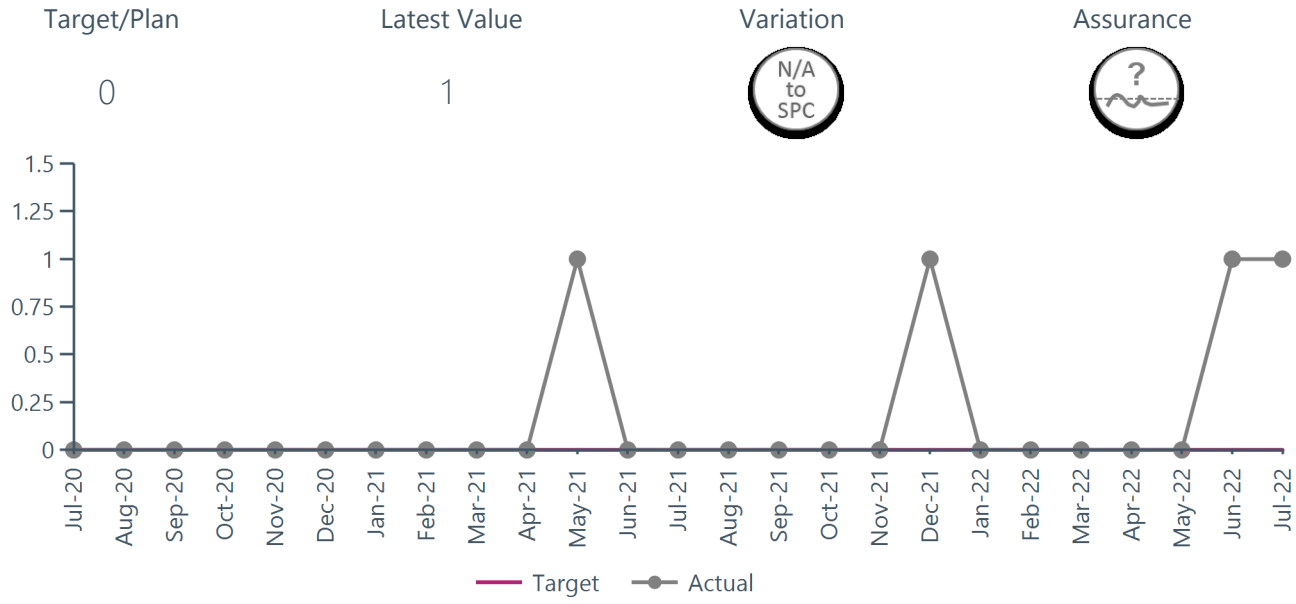 Target/Plan Latest Value Variation Assurance
0 1 N/A to SPC ?
1.5
1.25
1
0.75
0.5
0.25
0
Jul-20 Aug-20 Sep-20 Oct-20 Nov-20 Dec-20 Jan-21 Feb-21 Mar-21 Apr-21 May-21 Jun-21 Jul-21 Aug-21 Sep-21 Oct-21 Nov-21 Dec-21 Jan-22 Feb-22 Mar-22 Apr-22 May-22 Jun-22 Jul-22
Target Actual